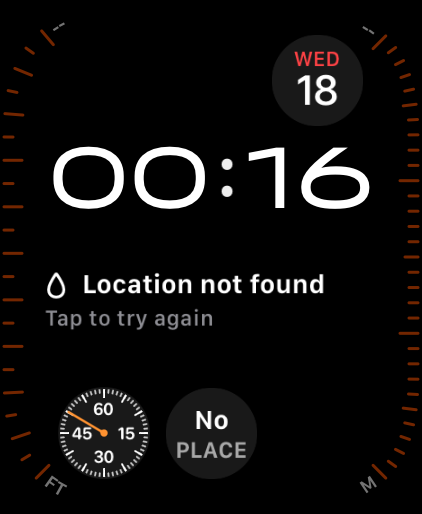 --
--
WED
18
00:16
Location not found
Tap to try again
60
45
15
30
No
PLACE
FT
M